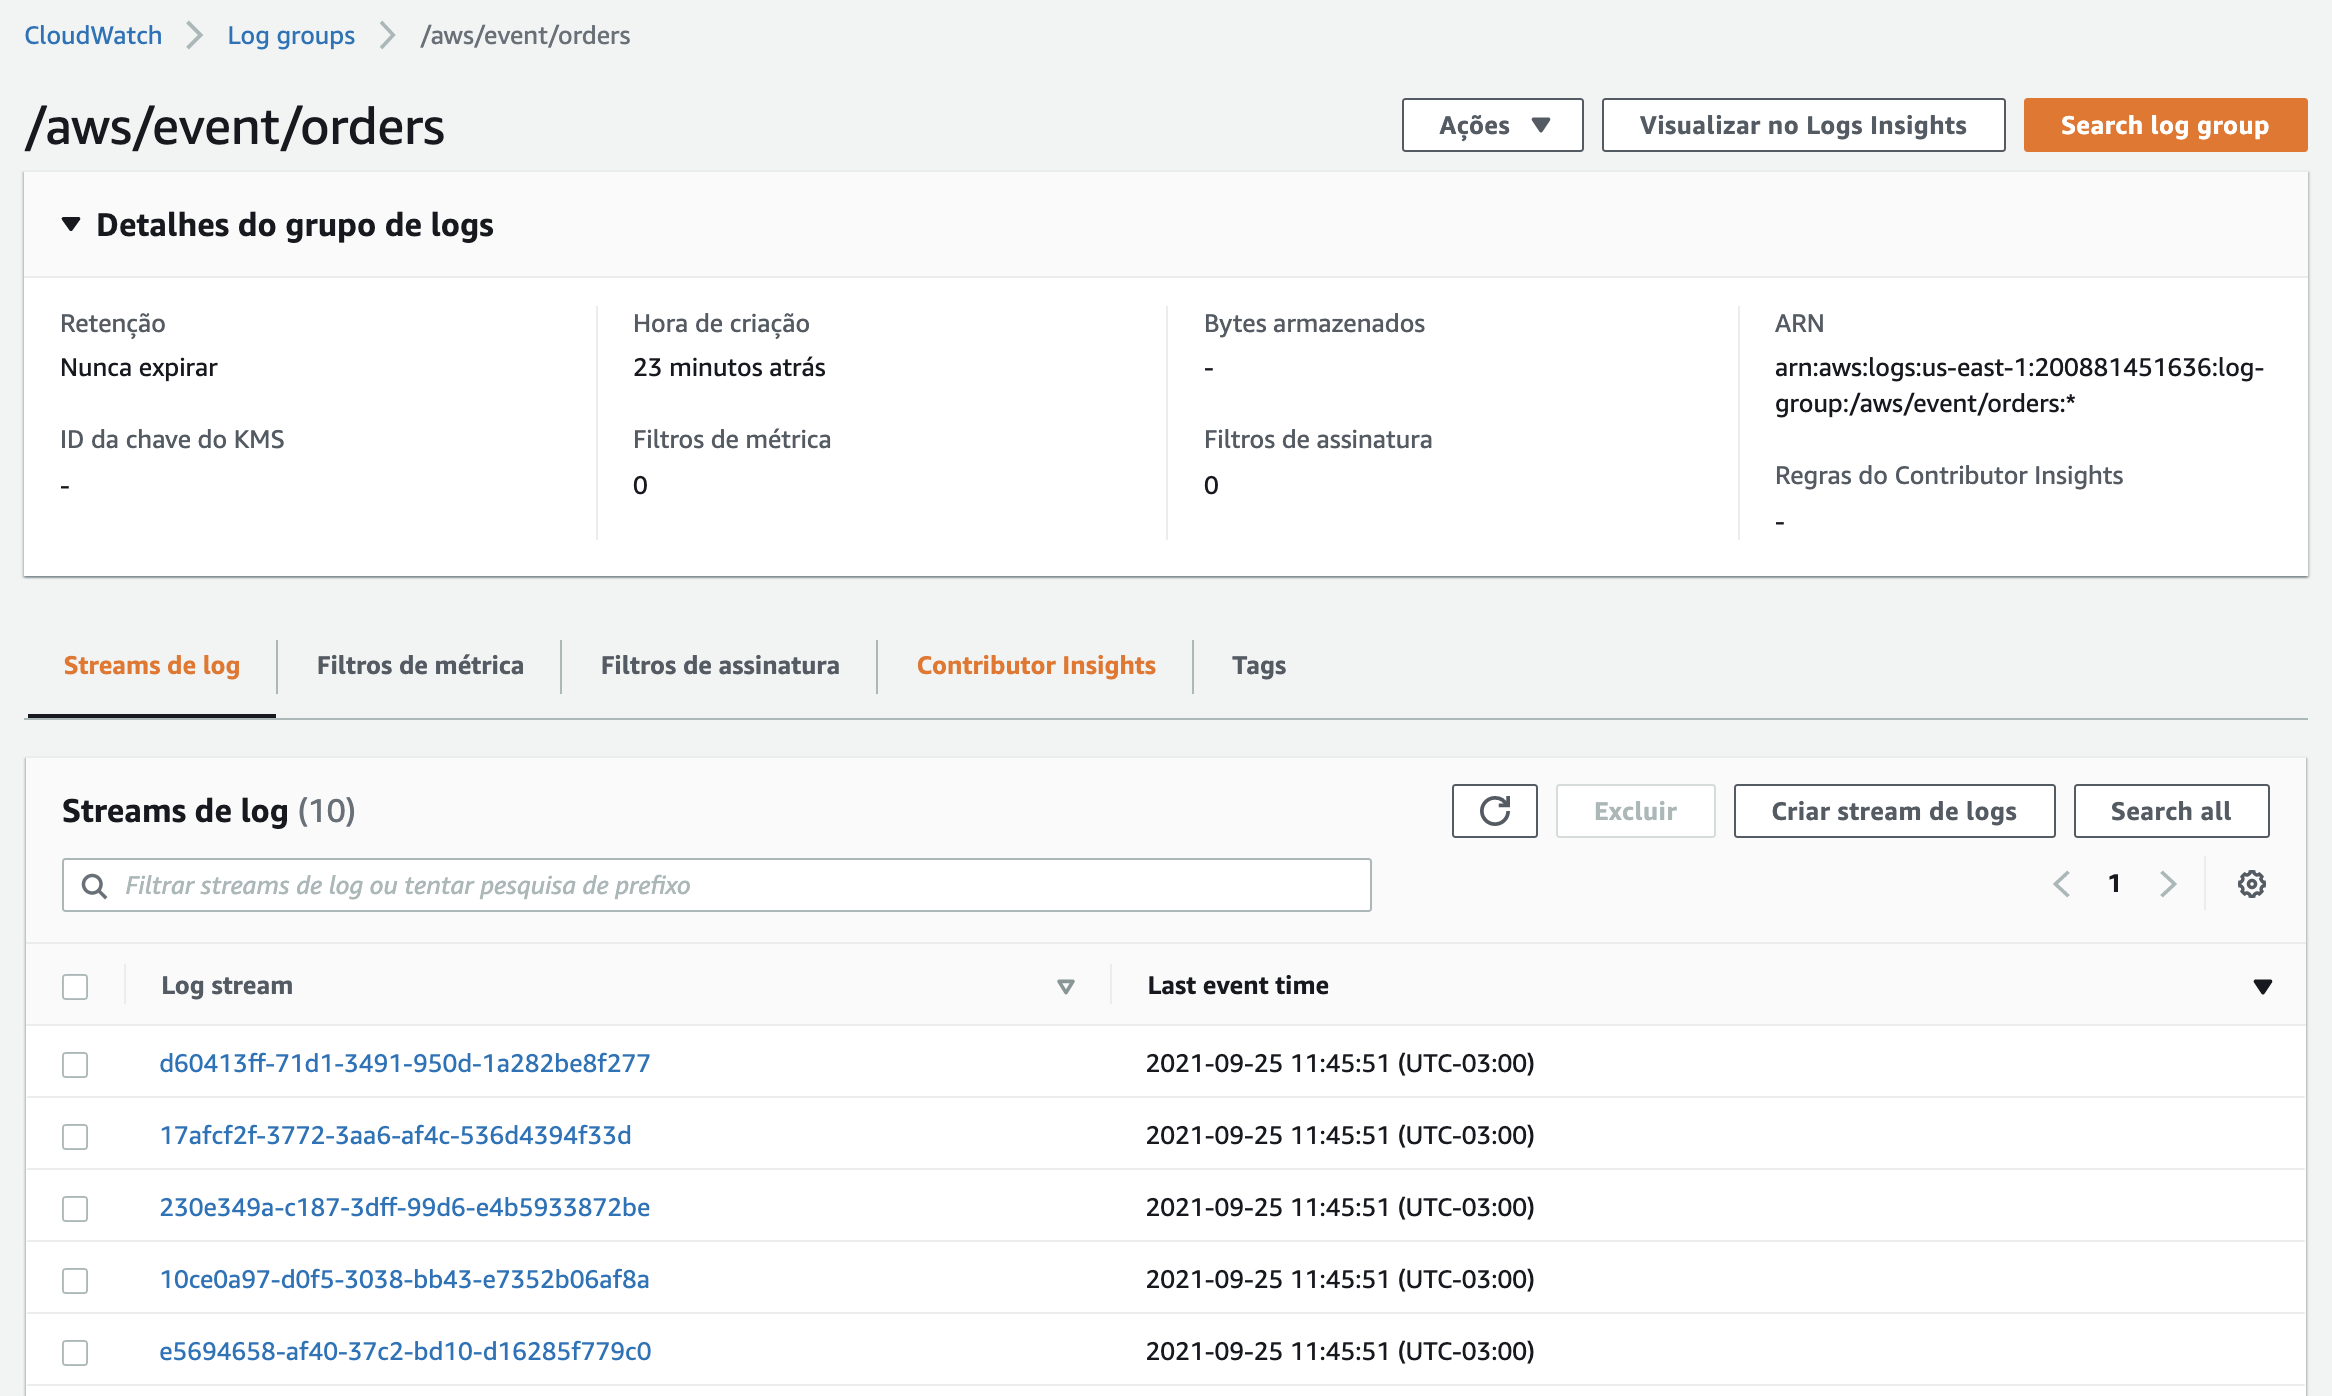 CloudWatch Log groups /aws/event/orders
/aws/event/orders
Ações Visualizar no Logs Insights Search log group
Detalhes do grupo de logs
Retenção Hora de criação Bytes armazenados ARN
Nunca expirar 23 minutos atrás - arn:aws:logs:us-east-1:200881451636:log-
group:/aws/event/orders:*
ID da chave do KMS Filtros de métrica Filtros de assinatura
Regras do Contributor Insights
- 0 0
-
Streams de log Filtros de métrica Filtros de assinatura Contributor Insights Tags
Streams de log (10) Excluir Criar stream de logs Search all
Filtrar streams de log ou tentar pesquisa de prefixo 1
Log stream Last event time
d60413ff-71d1-3491-950d-1a282be8f277 2021-09-25 11:45:51 (UTC-03:00)
17afcf2f-3772-3aa6-af4c-536d4394f33d 2021-09-25 11:45:51 (UTC-03:00)
230e349a-c187-3dff-99d6-e4b5933872be 2021-09-25 11:45:51 (UTC-03:00)
10ce0a97-d0f5-3038-bb43-e7352b06af8a 2021-09-25 11:45:51 (UTC-03:00)
e5694658-af40-37c2-bd10-d16285f779c0 2021-09-25 11:45:51 (UTC-03:00)